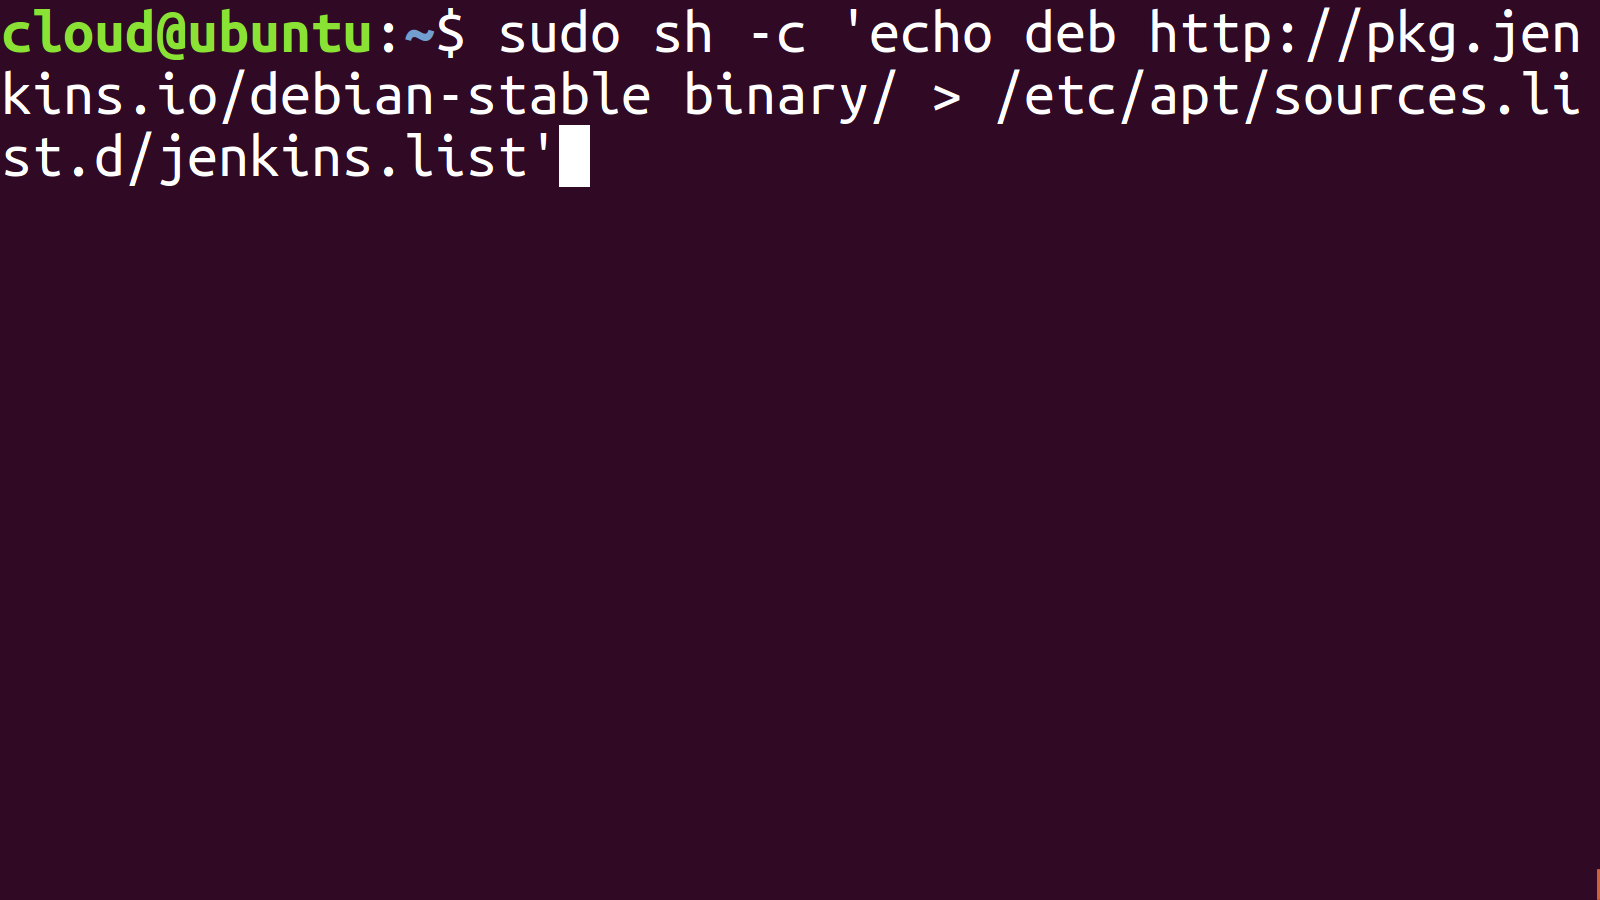 cloud@ubuntu:~$ sudo sh -c 'echo deb http://pkg.jen
kins.io/debian-stable binary/ > /etc/apt/sources.li
st.d/jenkins.list'